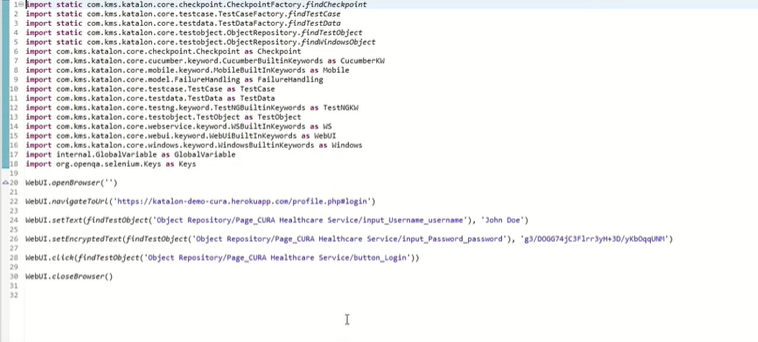 1 import static com.kms.katalon.core.checkpoint.CheckpointFactory.findCheckpoint
2 import static com.kms.katalon.core.testcase.TestCaseFactory.findTestCase
3 import static com.kms.katalon.core.testdata.TestDataFactory.findTestData
4 import static com.kms.katalon.core.testobject.ObjectRepository.findTestObject
5 import static com.kms.katalon.core.testobject.ObjectRepository.findWindowsObject
6 import com.kms.katalon.core.checkpoint.Checkpoint as Checkpoint
7 import com.kms.katalon.core.cucumber.keyword.CucumberBuiltinKeywords as CucumberKW
8 import com.kms.katalon.core.mobile.keyword.MobileBuiltInKeywords as Mobile
9 import com.kms.katalon.core.model.FailureHandling as FailureHandling
10 import com.kms.katalon.core.testcase.TestCase as TestCase
11 import com.kms.katalon.core.testdata.TestData as TestData
12 import com.kms.katalon.core.testng.keyword.TestNGBuiltinKeywords as TestNGKW
13 import com.kms.katalon.core.testobject.TestObject as TestObject
14 import com.kms.katalon.core.webservice.keyword.WSBuiltInKeywords as WS
15 import com.kms.katalon.core.webui.keyword.WebUiBuiltInKeywords as WebUI
16 import com.kms.katalon.core.windows.keyword.WindowsBuiltinKeywords as Windows
17 import internal.GlobalVariable as GlobalVariable
18 import org.openqa.selenium.Keys as Keys
19
20 WebUI.openBrowser('')
21
22 WebUI.navigateToUrl('https://katalon-demo-cura.herokuapp.com/profile.php#login')
23
24 WebUI.setText(findTestObject('Object Repository/Page_CURA Healthcare Service/input_Username_username'), 'John Doe')
25
26 WebUI.setEncryptedText(findTestObject('Object Repository/Page_CURA Healthcare Service/input_Password_password'), 'g3/DOGG74jC3Flrr3yH+3D/yKbOqqUNM')
27
28 WebUI.click(findTestObject('Object Repository/Page_CURA Healthcare Service/button_Login'))
29
30 WebUI.closeBrowser()
31
32